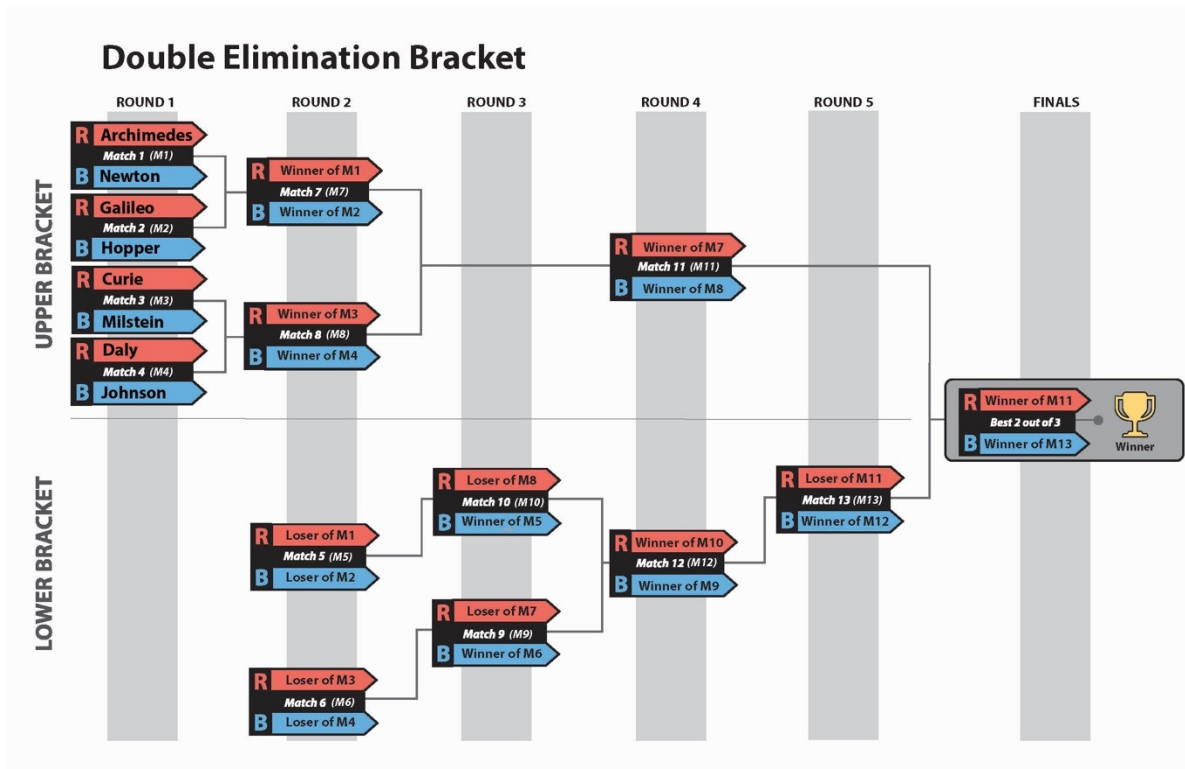 Double Elimination Bracket
ROUND 1
ROUND 2
ROUND 3
ROUND 4
ROUND 5
FINALS
UPPER BRACKET
R Archimedes
Match 1 (M1)
B Newton
R Galileo
Match 2 (M2)
B Hopper
R Curie
Match 3 (M3)
B Milstein
R Daly
Match 4 (M4)
B Johnson
R Winner of M1
Match 7 (M7)
B Winner of M2
R Winner of M3
Match 8 (M8)
B Winner of M4
R Winner of M7
Match 11 (M11)
B Winner of M8
R Winner of M11
Best 2 out of 3
B Winner of M13
Winner
LOWER BRACKET
R Loser of M1
Match 5 (M5)
B Loser of M2
R Loser of M3
Match 6 (M6)
B Loser of M4
R Loser of M8
Match 10 (M10)
B Winner of M5
R Loser of M7
Match 9 (M9)
B Winner of M6
R Winner of M10
Match 12 (M12)
B Winner of M9
R Loser of M11
Match 13 (M13)
B Winner of M12